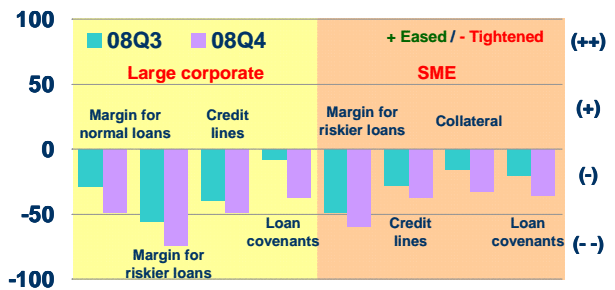 100
08Q3 08Q4
+ Eased / - Tightened
(++)
Large corporate
SME
50
Margin for
normal loans
Credit
lines
Margin for
riskier loans
Collateral
(+)
0
(-)
-50
Margin for
riskier loans
Loan
covenants
Credit
lines
Loan
covenants
(- -)
-100